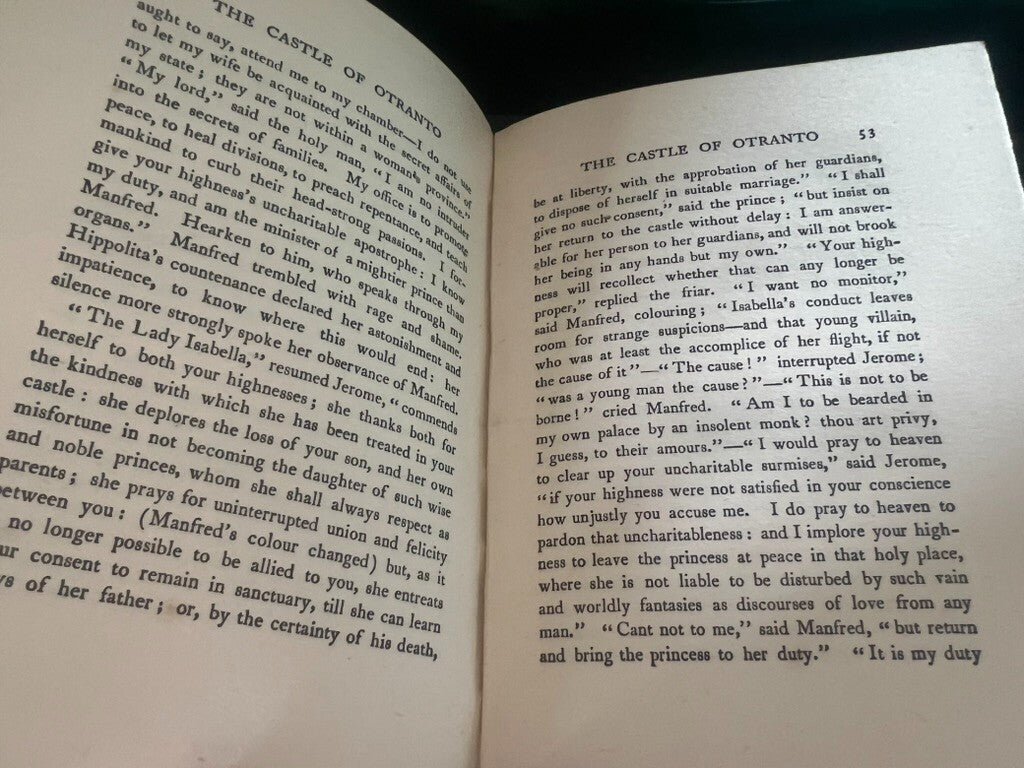 THE CASTLE OF OTRANTO
aught to say, attend me to my chamber—I do not use
to let my wife be acquainted with the secret affairs of
my state; they are not within a woman's province."
"My lord," said the holy man, "I am no intruder
into the secrets of families. My office is to promote
peace, to heal divisions, to preach repentance, and teach
mankind to curb their head-strong passions. I for-
give your highness's uncharitable apostrophe: I know
my duty, and am the minister of a mightier prince than
Manfred. Hearken to him, who speaks through my
organs." Manfred trembled with rage and shame.
Hippolita's countenance declared her astonishment and
impatience, to know where this would end: her
silence more strongly spoke her observance of Manfred.
"The Lady Isabella," resumed Jerome, "commends
herself to both your highnesses; she thanks both for
the kindness with which she has been treated in your
castle: she deplores the loss of your son, and her own
misfortune in not becoming the daughter of such wise
and noble princes, whom she shall always respect as
parents; she prays for uninterrupted union and felicity
between you: (Manfred's colour changed) but, as it
no longer possible to be allied to you, she entreats
ur consent to remain in sanctuary, till she can learn
ws of her father; or, by the certainty of his death,
THE CASTLE OF OTRANTO 53
be at liberty, with the approbation of her guardians,
to dispose of herself in suitable marriage." "I shall
give no such consent," said the prince; "but insist on
her return to the castle without delay: I am answer-
able for her person to her guardians, and will not brook
her being in any hands but my own." "Your high-
ness will recollect whether that can any longer be
proper," replied the friar. "I want no monitor,"
said Manfred, colouring; "Isabella's conduct leaves
room for strange suspicions—and that young villain,
who was at least the accomplice of her flight, if not
the cause of it"—"The cause!" interrupted Jerome;
"was a young man the cause?"—"This is not to be
borne!" cried Manfred. "Am I to be bearded in
my own palace by an insolent monk? thou art privy,
I guess, to their amours."—"I would pray to heaven
to clear up your uncharitable surmises," said Jerome,
"if your highness were not satisfied in your conscience
how unjustly you accuse me. I do pray to heaven to
pardon that uncharitableness: and I implore your high-
ness to leave the princess at peace in that holy place,
where she is not liable to be disturbed by such vain
and worldly fantasies as discourses of love from any
man." "Cant not to me," said Manfred, "but return
and bring the princess to her duty." "It is my duty